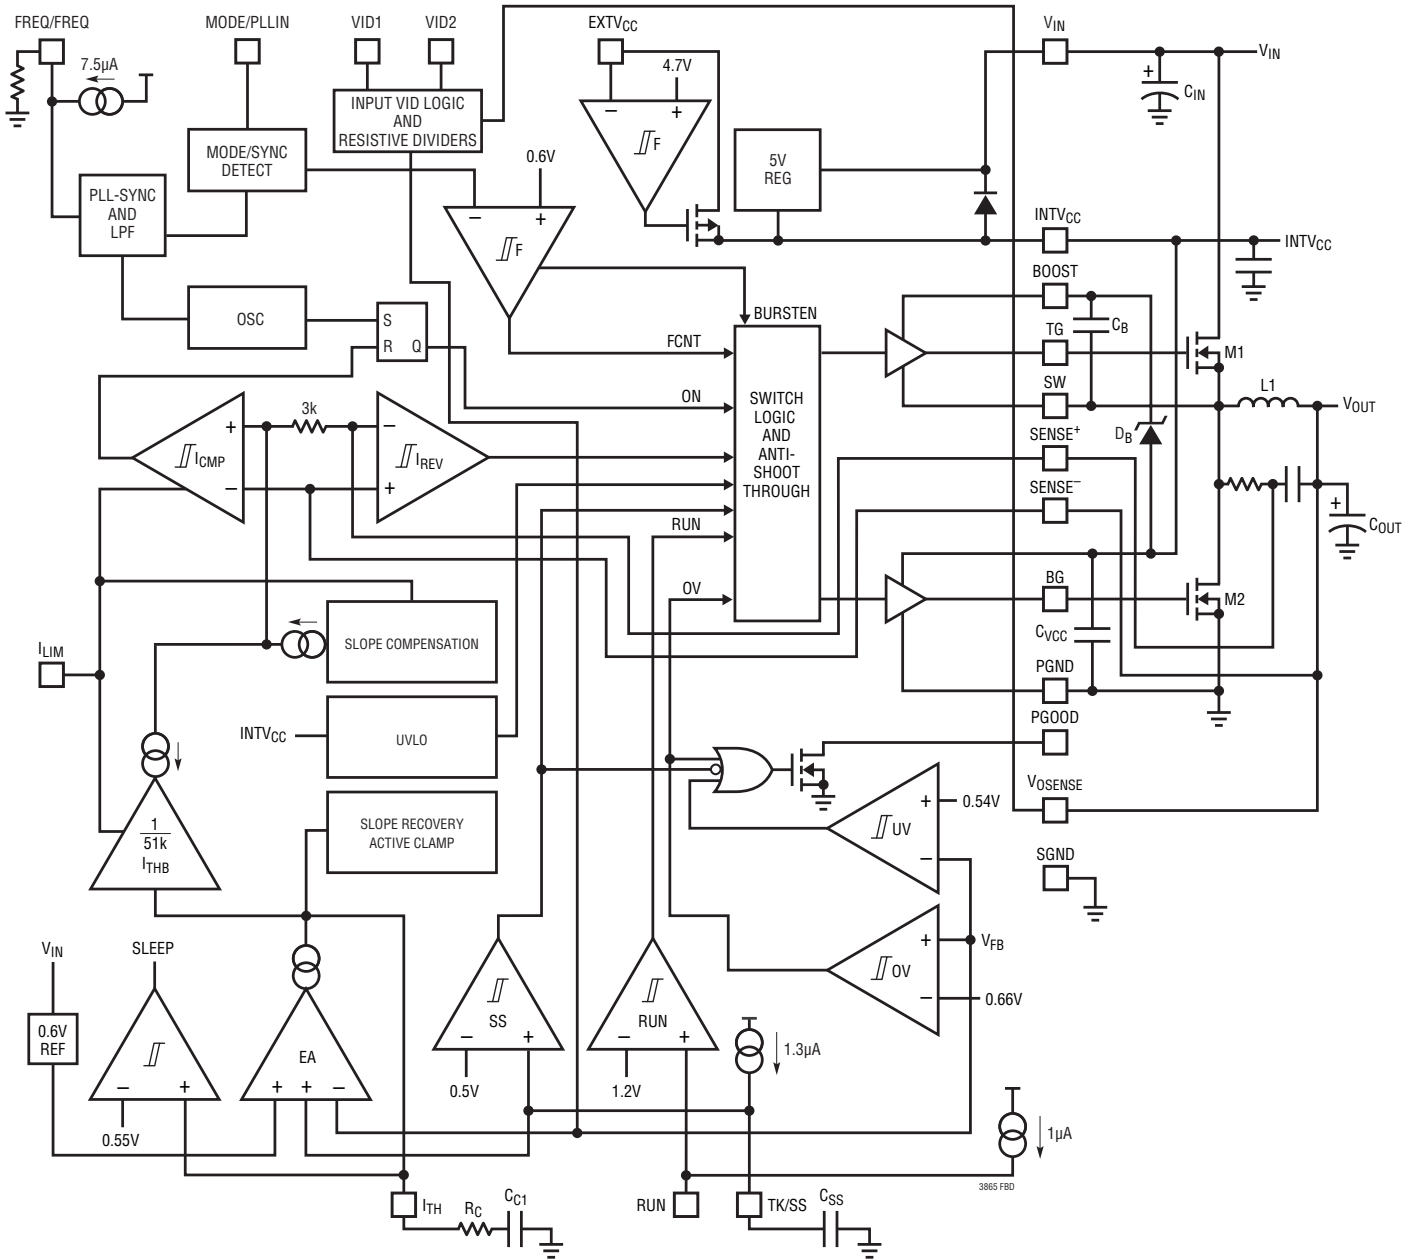 FREQ/FREQ
MODE/PLLIN
VID1
VID2
EXTVCC
VIN
7.5µA
4.7V
VIN
+
CIN
INPUT VID LOGIC
AND
RESISTIVE DIVIDERS
−
+
F
MODE/SYNC
DETECT
0.6V
5V
REG
PLL-SYNC
AND
LPF
−
+
F
INTVCC
INTVCC
BOOST
OSC
S
R
Q
BURSTEN
FCNT
TG
CB
M1
SW
L1
VOUT
ON
SWITCH
LOGIC
AND
ANTI-
SHOOT
THROUGH
3k
+
−
ICMP
−
+
IREV
SENSE+
DB
SENSE−
+
COUT
RUN
OV
BG
M2
CVCC
SLOPE COMPENSATION
ILIM
PGND
INTVCC
UVLO
PGOOD
VOSENSE
1
51k
ITHB
SLOPE RECOVERY
ACTIVE CLAMP
+
0.54V
UV
−
SGND
VIN
SLEEP
+
VFB
OV
−
0.66V
0.6V
REF
−
+
EA
+
+
−
SS
−
+
RUN
−
+
1.3µA
0.55V
0.5V
1.2V
1µA
ITH
RC
CC1
RUN
TK/SS
CSS
3865 FBD